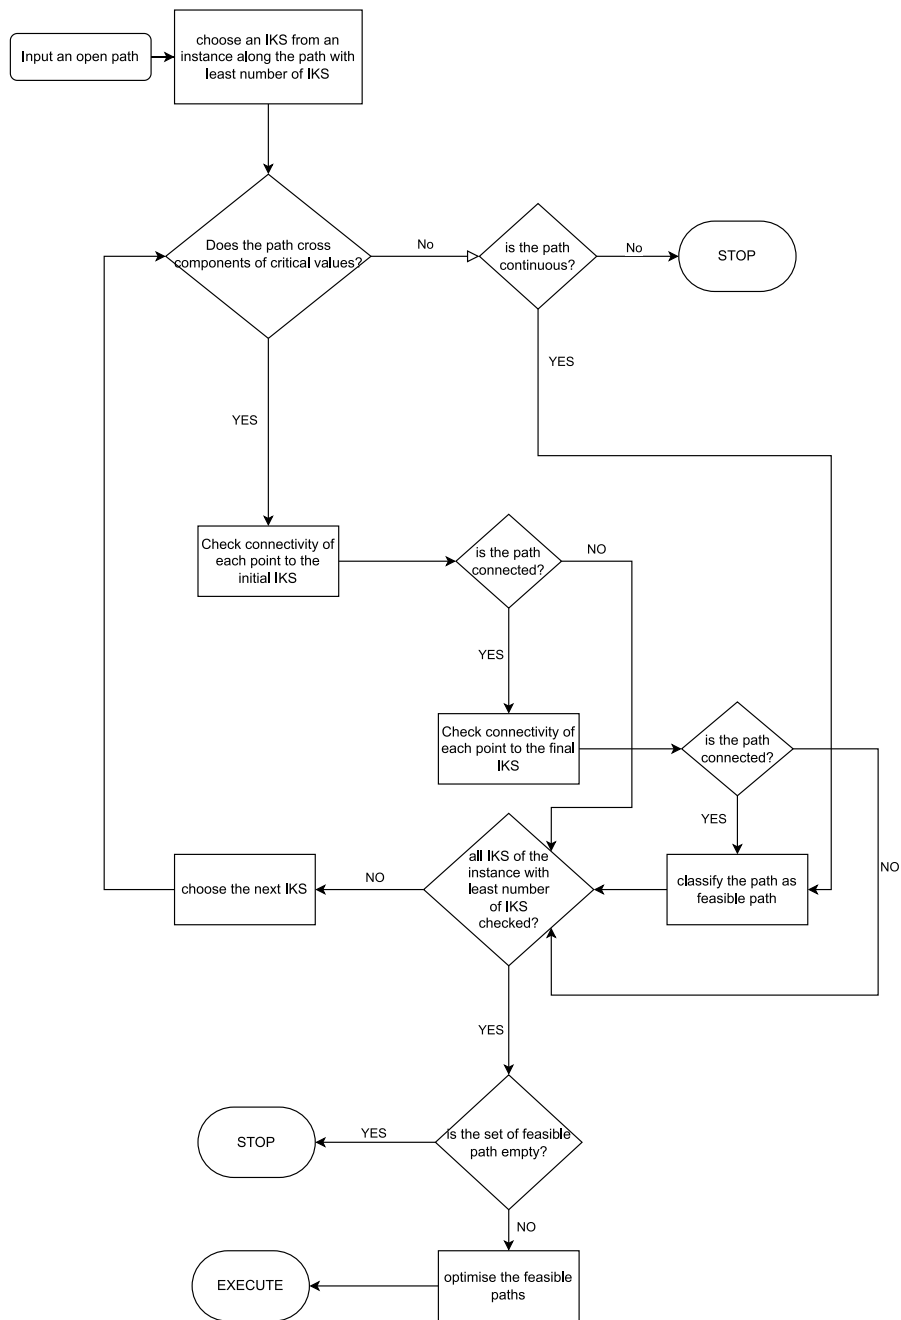 Input an open path
choose an IKS from an
instance along the path with
least number of IKS
Does the path cross
components of critical values?
No
is the path
continuous?
No
STOP
YES
YES
Check connectivity of
each point to the
initial IKS
is the path
connected?
NO
YES
Check connectivity of
each point to the final
IKS
is the path
connected?
YES
NO
classify the path as
feasible path
all IKS of the
instance with
least number
of IKS
checked?
NO
choose the next IKS
YES
is the set of feasible
path empty?
YES
STOP
NO
optimise the feasible
paths
EXECUTE